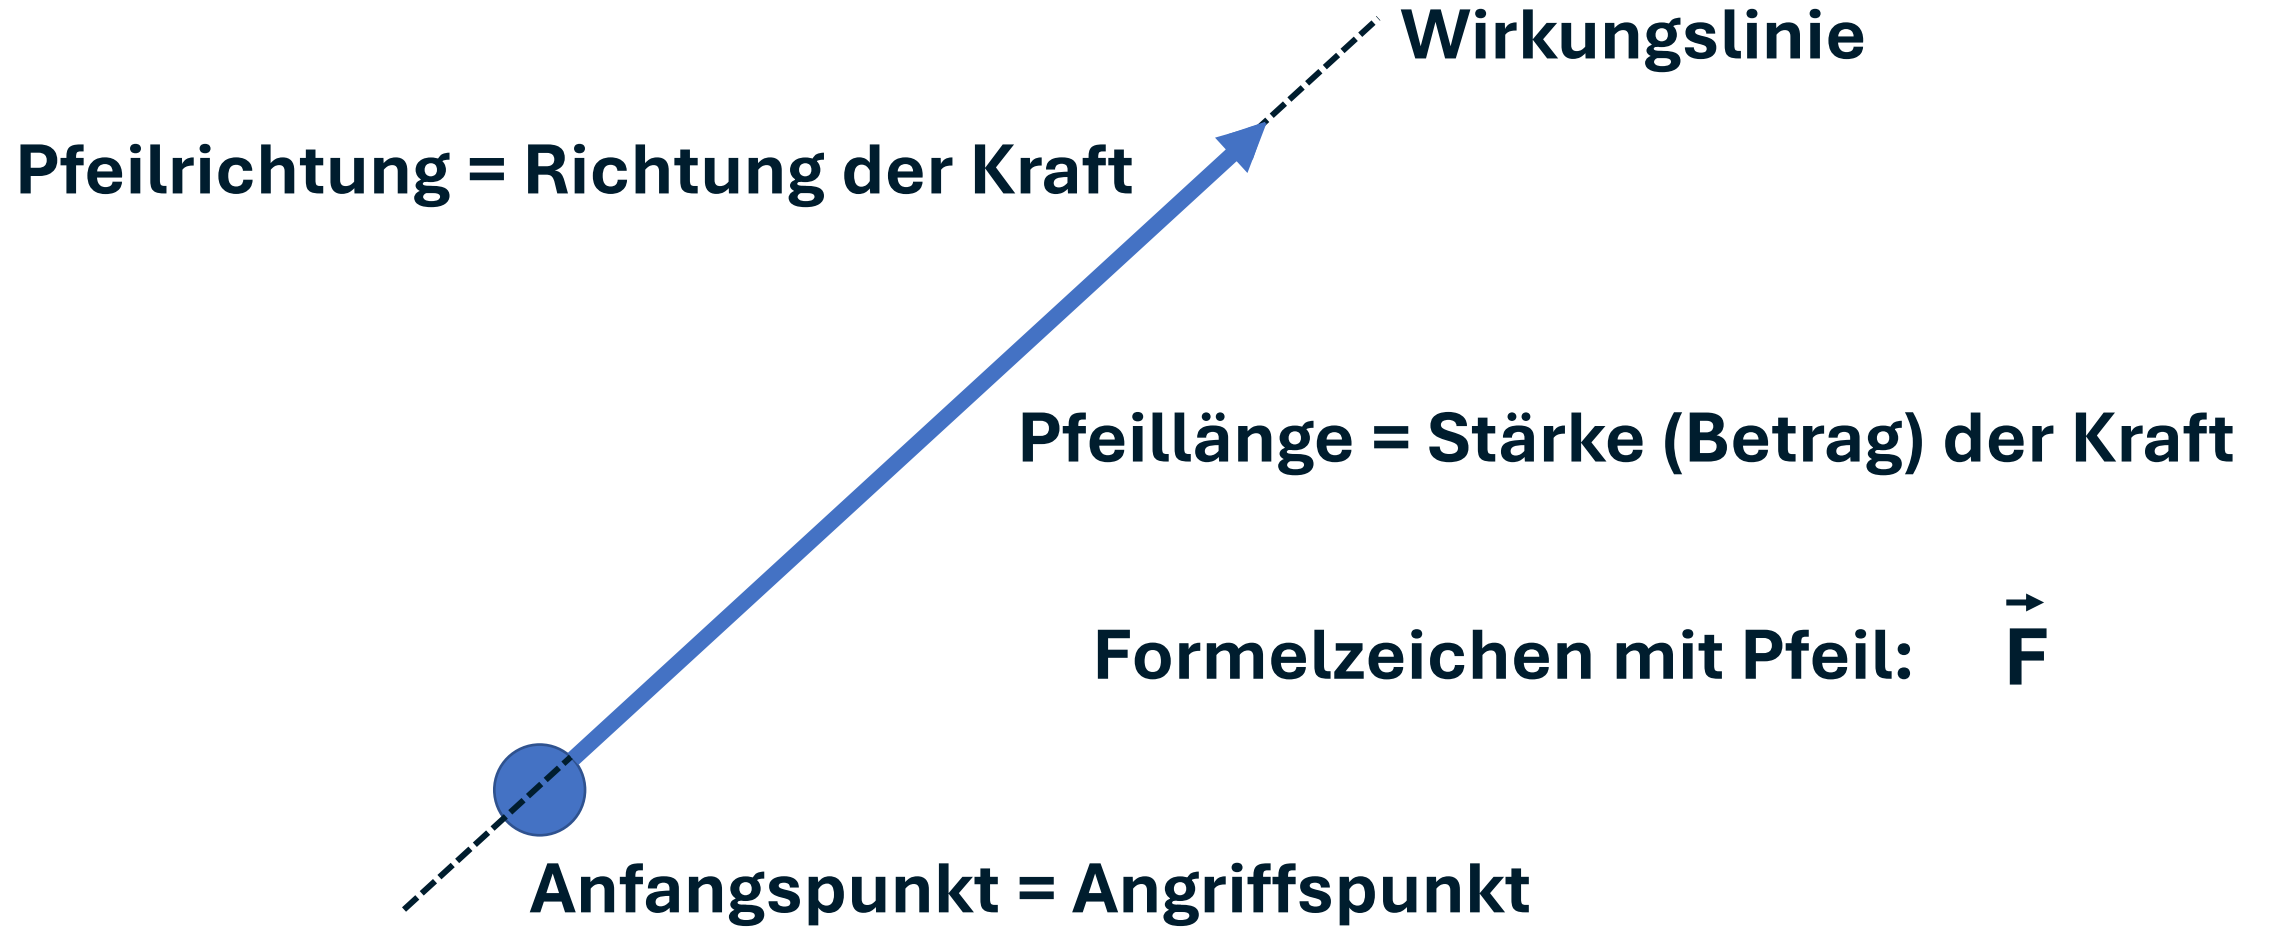 Wirkungslinie
Pfeilrichtung = Richtung der Kraft
Pfeillänge = Stärke (Betrag) der Kraft
Formelzeichen mit Pfeil: F⃗
Anfangspunkt = Angriffspunkt